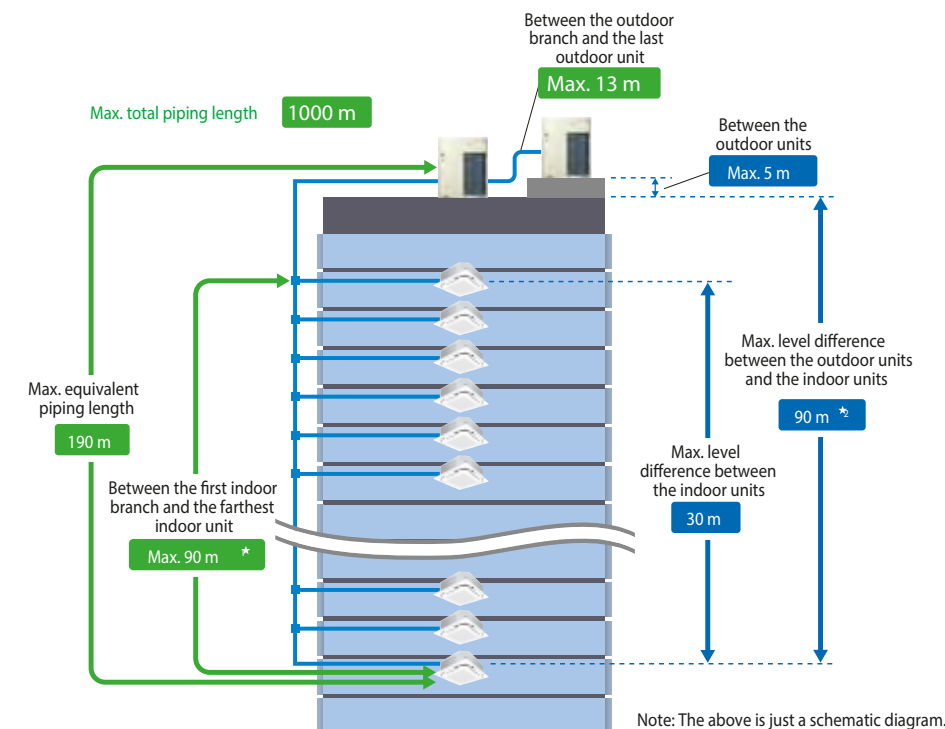 Between the outdoor
branch and the last
outdoor unit
Max. 13 m
Max. total piping length
1000 m
Between the
outdoor units
Max. 5 m
Max. equivalent
piping length
190 m
Between the first indoor
branch and the farthest
indoor unit
Max. 90 m ★
Max. level difference
between the outdoor units
and the indoor units
90 m ★2
Max. level
difference between
the indoor units
30 m
Note: The above is just a schematic diagram.